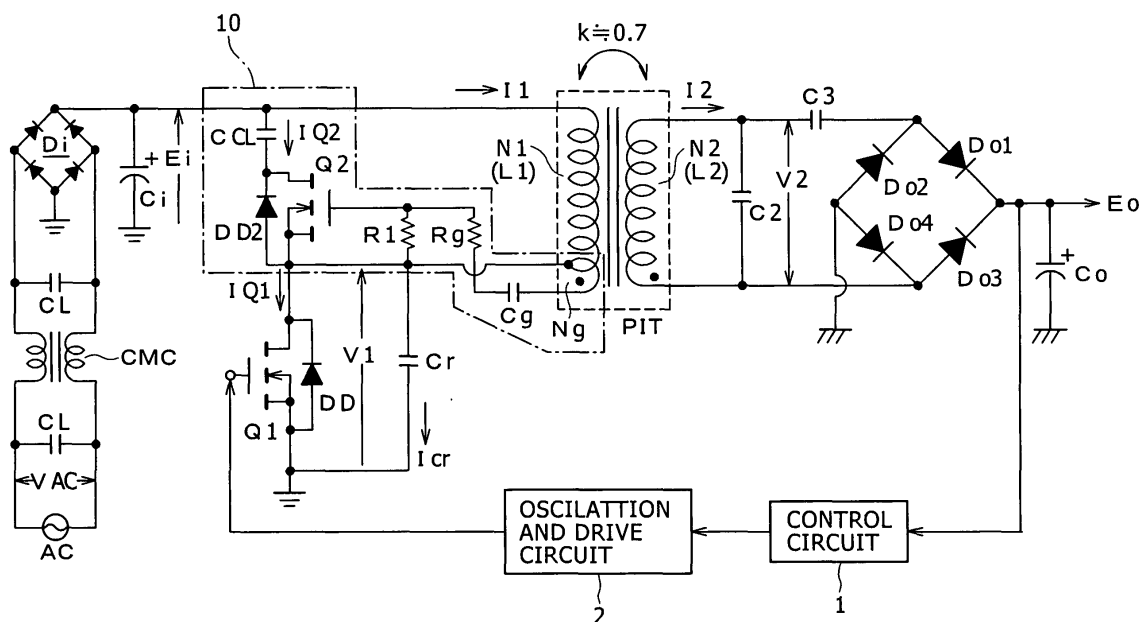 10
k≒0.7
I1
I2
C3
CCL
IQ2
Di
+
Ei
Ci
Q2
N1
(L1)
N2
(L2)
C2
V2
Do1
Do2
Do4
Do3
Eo
+
Co
DD2
R1
Rg
IQ1
Cg
Ng
PIT
CL
CMC
V1
Cr
DD
Q1
Icr
CL
VAC
AC
OSCILATTION
AND DRIVE
CIRCUIT
2
CONTROL
CIRCUIT
1